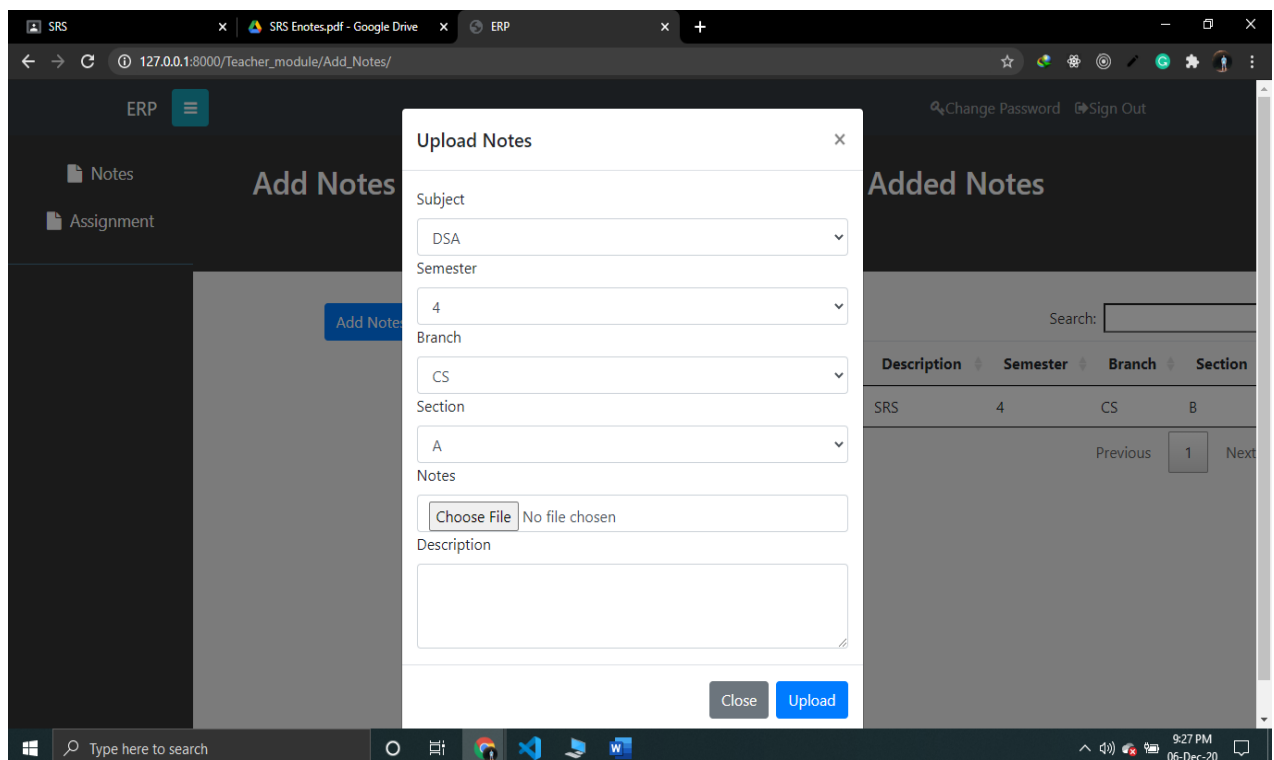 SRS
SRS Enotes.pdf - Google Drive
ERP
127.0.0.1:8000/Teacher_module/Add_Notes/
ERP
Change Password Sign Out
Notes
Assignment
Add Notes
Added Notes
Add Notes
Upload Notes
Subject
DSA
Semester
4
Branch
CS
Section
A
Notes
Choose File No file chosen
Description
Close Upload
Search:
Description Semester Branch Section
SRS 4 CS B
Previous 1 Next
Type here to search
9:27 PM
06-Dec-20